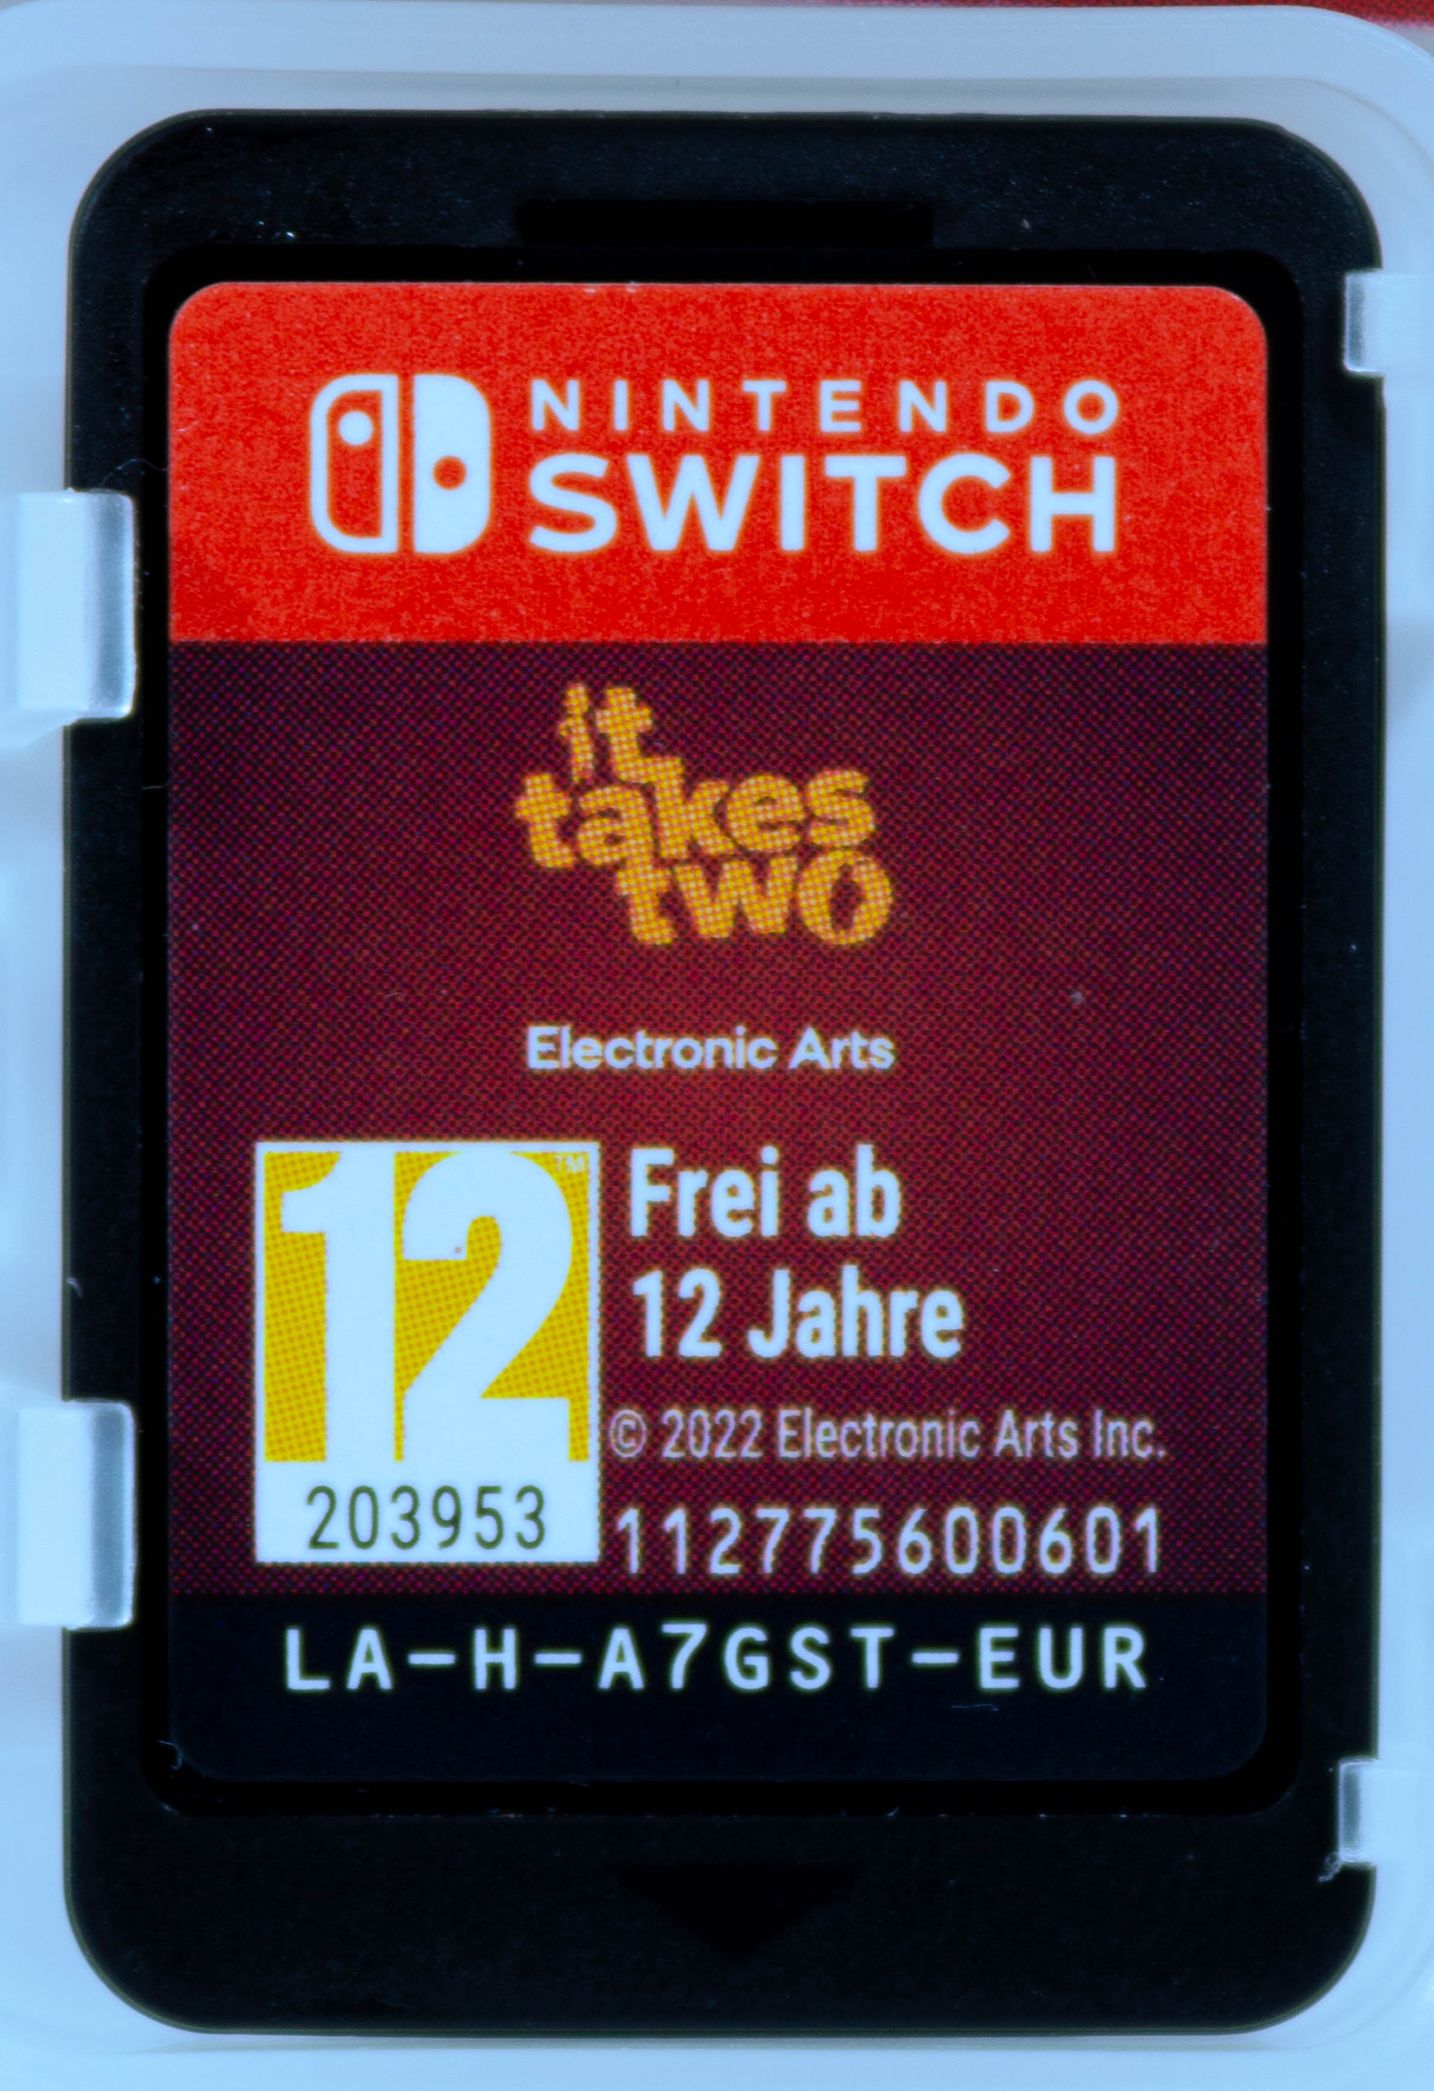 NINTENDO
SWITCH
it
takes
two
Electronic Arts
12™
Frei ab
12 Jahre
© 2022 Electronic Arts Inc.
203953
112775600601
LA-H-A7GST-EUR